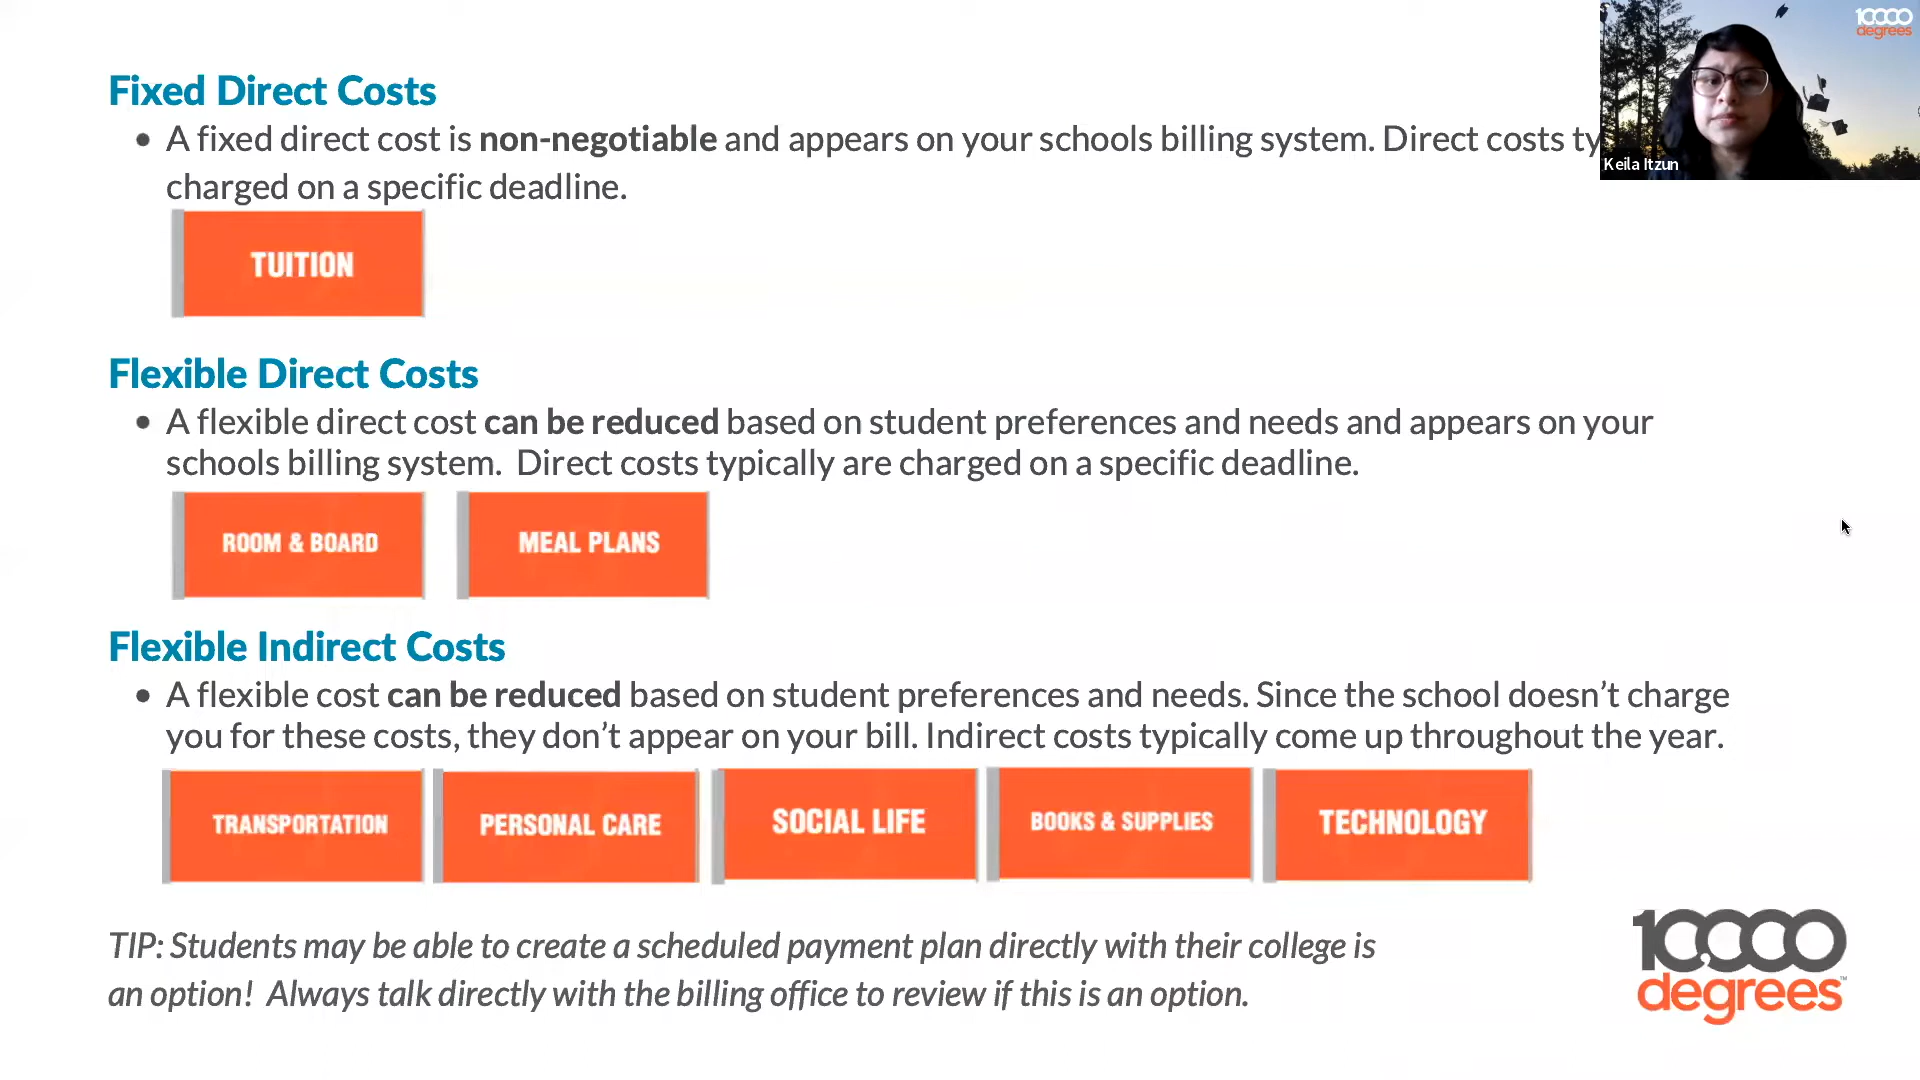 10000
degrees
Keila Itzun
Fixed Direct Costs
• A fixed direct cost is non-negotiable and appears on your schools billing system. Direct costs
charged on a specific deadline.
TUITION
Flexible Direct Costs
• A flexible direct cost can be reduced based on student preferences and needs and appears on your
schools billing system. Direct costs typically are charged on a specific deadline.
ROOM & BOARD
MEAL PLANS
Flexible Indirect Costs
• A flexible cost can be reduced based on student preferences and needs. Since the school doesn't charge
you for these costs, they don't appear on your bill. Indirect costs typically come up throughout the year.
TRANSPORTATION
PERSONAL CARE
SOCIAL LIFE
BOOKS & SUPPLIES
TECHNOLOGY
TIP: Students may be able to create a scheduled payment plan directly with their college is
an option! Always talk directly with the billing office to review if this is an option.
10,000
degrees™